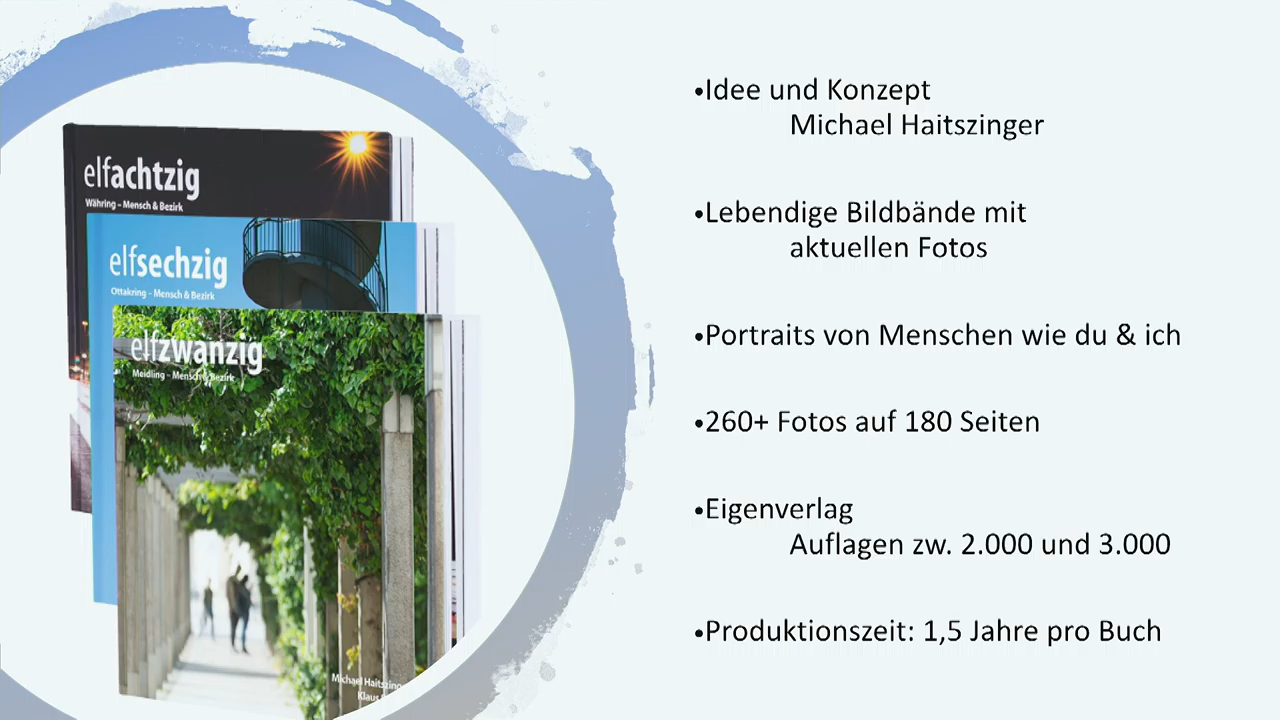 elfachtzig
Währing – Mensch & Bezirk
elfsechzig
Ottakring – Mensch & Bezirk
elfzwanzig
Meidling – Mensch & Bezirk
Michael
Klaus
•Idee und Konzept
Michael Haitszinger
•Lebendige Bildbände mit
aktuellen Fotos
•Portraits von Menschen wie du & ich
•260+ Fotos auf 180 Seiten
•Eigenverlag
Auflagen zw. 2.000 und 3.000
•Produktionszeit: 1,5 Jahre pro Buch